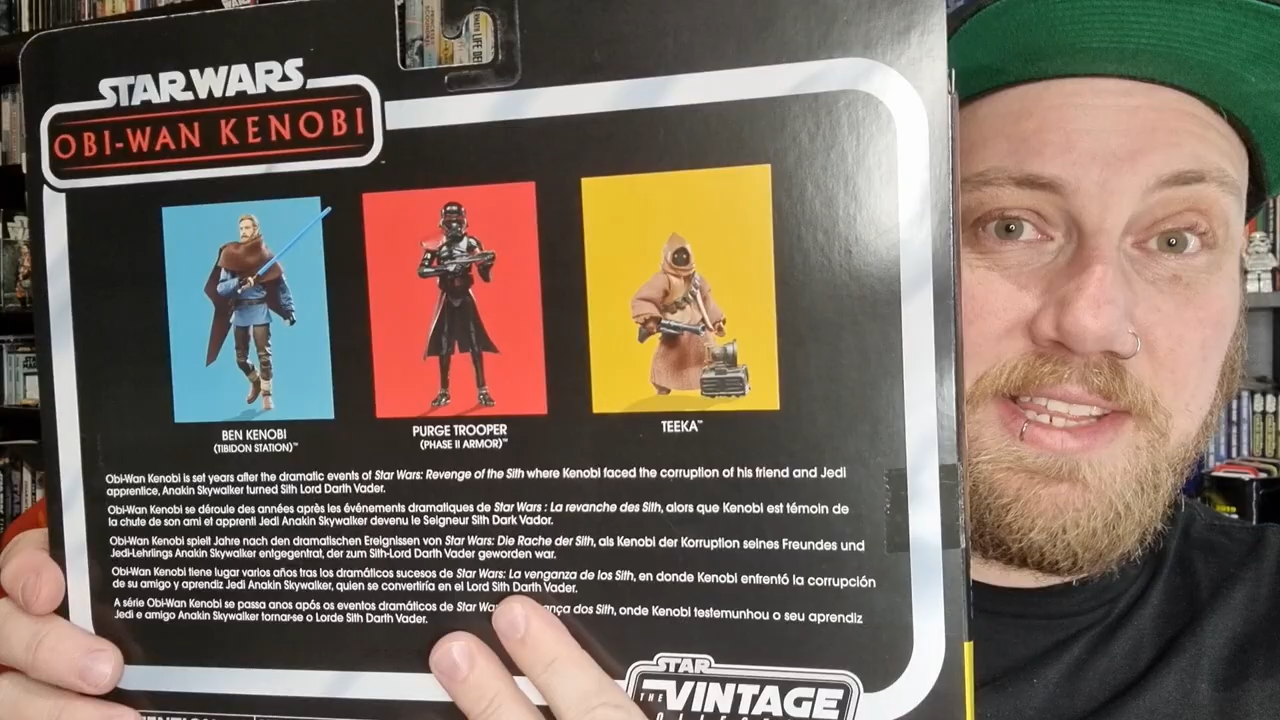 STAR WARS
OBI-WAN KENOBI
BEN KENOBI
(TIBIDON STATION)™
PURGE TROOPER
(PHASE II ARMOR)™
TEEKA™
Obi-Wan Kenobi is set years after the dramatic events of Star Wars: Revenge of the Sith where Kenobi faced the corruption of his friend and Jedi
apprentice, Anakin Skywalker turned Sith Lord Darth Vader.
Obi-Wan Kenobi se déroule des années après les événements dramatiques de Star Wars : La revanche des Sith, alors que Kenobi est témoin de
la chute de son ami et apprenti Jedi Anakin Skywalker devenu le Seigneur Sith Dark Vador.
Obi-Wan Kenobi spielt Jahre nach den dramatischen Ereignissen von Star Wars: Die Rache der Sith, als Kenobi der Korruption seines Freundes und
Jedi-Lehrlings Anakin Skywalker entgegentrat, der zum Sith-Lord Darth Vader geworden war.
Obi-Wan Kenobi tiene lugar varios años tras los dramáticos sucesos de Star Wars: La venganza de los Sith, en donde Kenobi enfrentó la corrupción
de su amigo y aprendiz Jedi Anakin Skywalker, quien se convertiría en el Lord Sith Darth Vader.
A série Obi-Wan Kenobi se passa anos após os eventos dramáticos de Star dos Sith, onde Kenobi testemunhou o seu aprendiz
Jedi e amigo Anakin Skywalker tornar-se o Lorde Sith Darth Vader.
STAR
THE VINTAGE